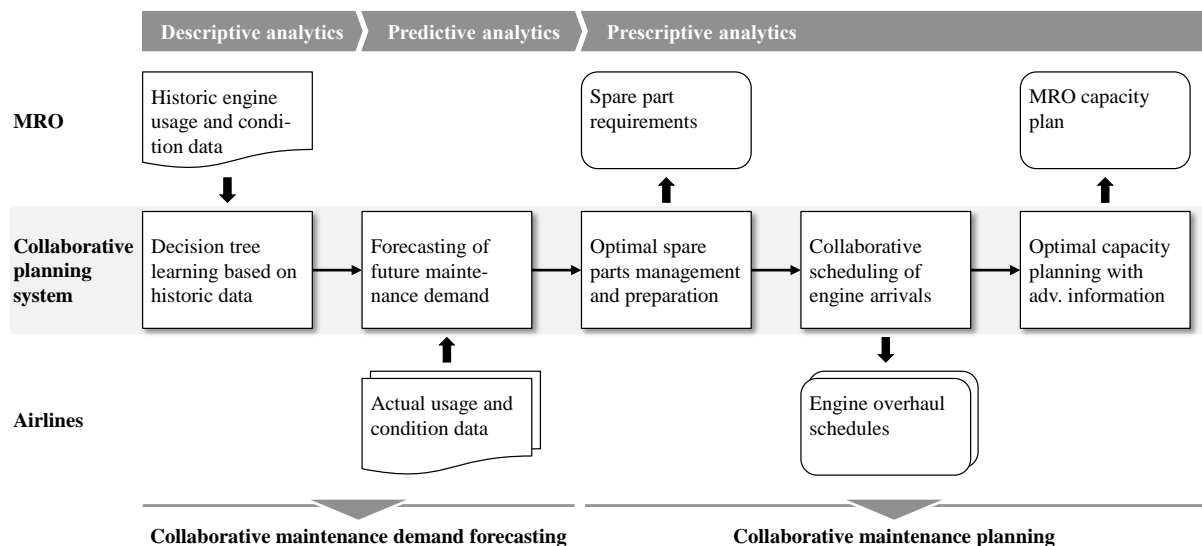 Descriptive analytics
Predictive analytics
Prescriptive analytics
MRO
Historic engine
usage and condi-
tion data
Spare part
requirements
MRO capacity
plan
Collaborative
planning
system
Decision tree
learning based on
historic data
Forecasting of
future mainte-
nance demand
Optimal spare
parts management
and preparation
Collaborative
scheduling of
engine arrivals
Optimal capacity
planning with
adv. information
Airlines
Actual usage and
condition data
Engine overhaul
schedules
Collaborative maintenance demand forecasting
Collaborative maintenance planning